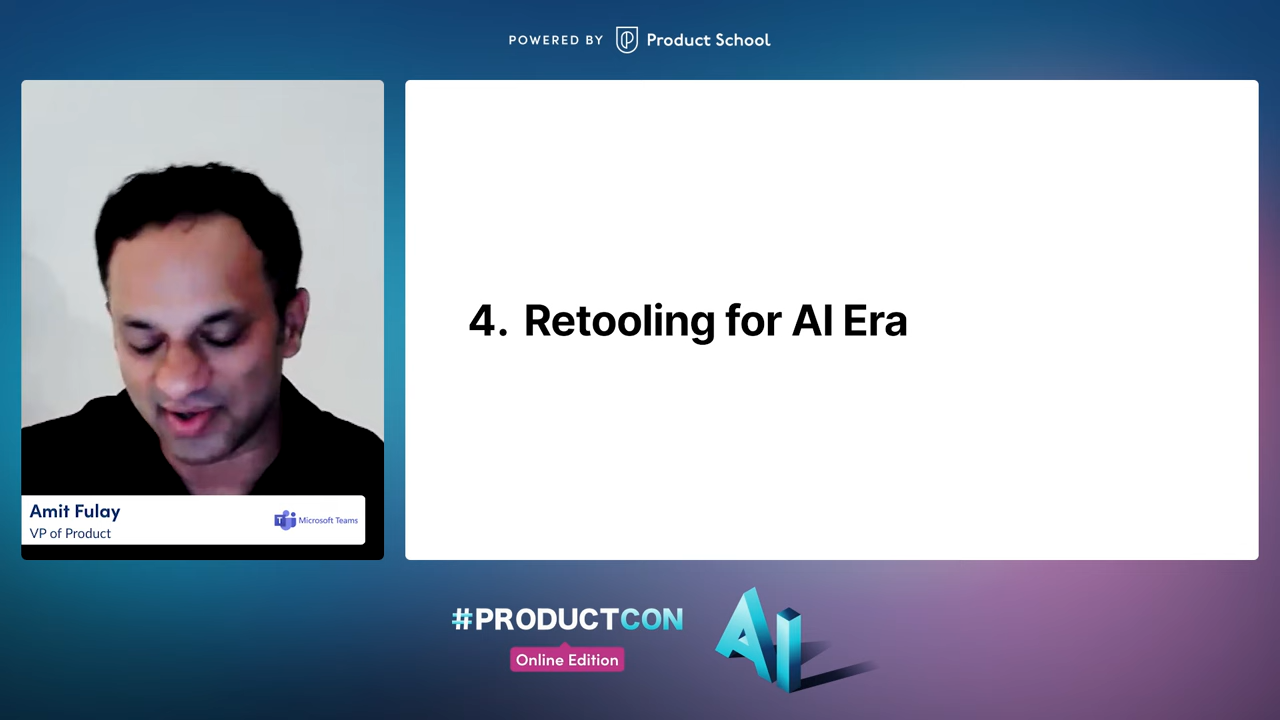 POWERED BY Product School
4. Retooling for AI Era
Amit Fulay
VP of Product
Microsoft Teams
#PRODUCTCON
Online Edition
AI